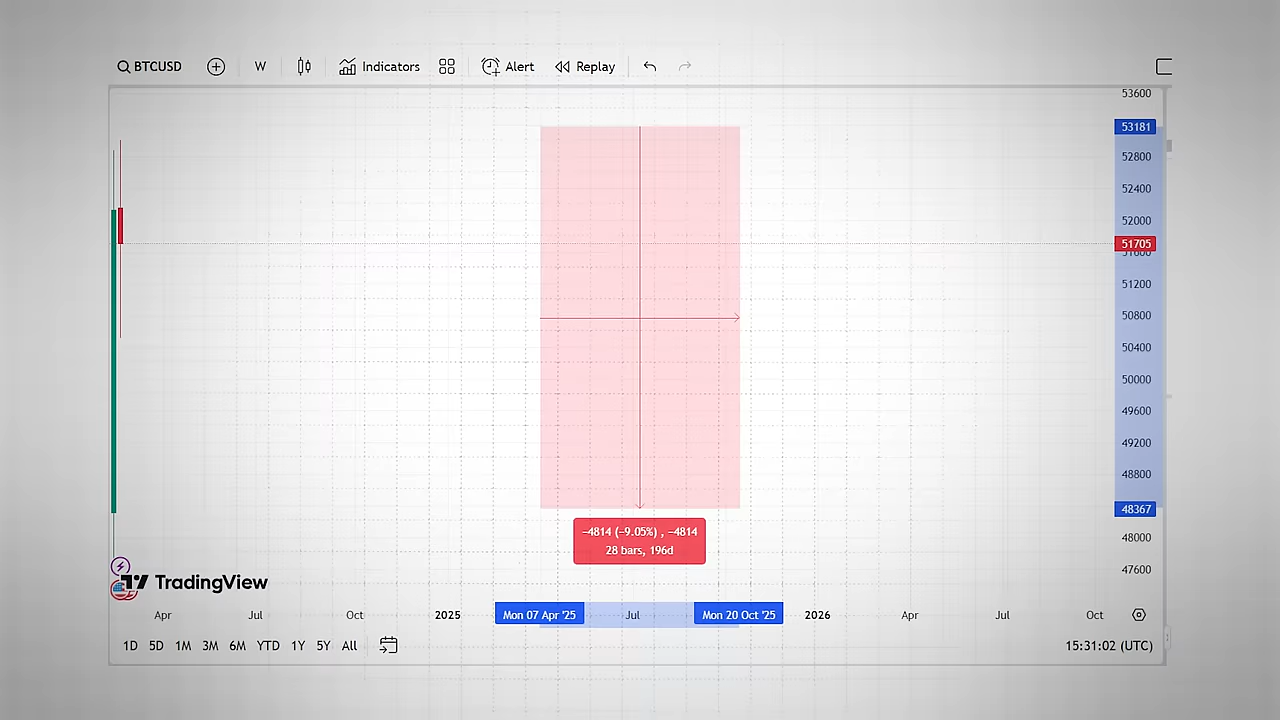 BTCUSD W Indicators Alert Replay
53600
53181
52800
52400
52000
51705
51600
51200
50800
50400
50000
49600
49200
48800
48367
48000
47600
−4814 (−9.05%) , −4814
28 bars, 196d
TradingView
Apr Jul Oct 2025 Mon 07 Apr '25 Jul Mon 20 Oct '25 2026 Apr Jul Oct
1D 5D 1M 3M 6M YTD 1Y 5Y All 15:31:02 (UTC)